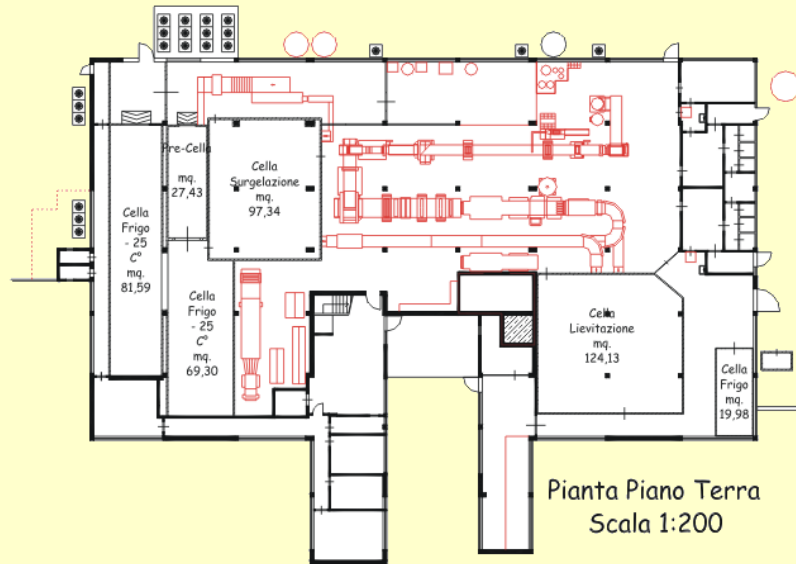 Pre-Cella
mq.
27,43
Cella
Surgelazione
mq.
97,34
Cella
Frigo
- 25
C°
mq.
81,59
Cella
Frigo
- 25
C°
mq.
69,30
Cella
Lievitazione
mq.
124,13
Cella
Frigo
mq.
19,98
Pianta Piano Terra
Scala 1:200